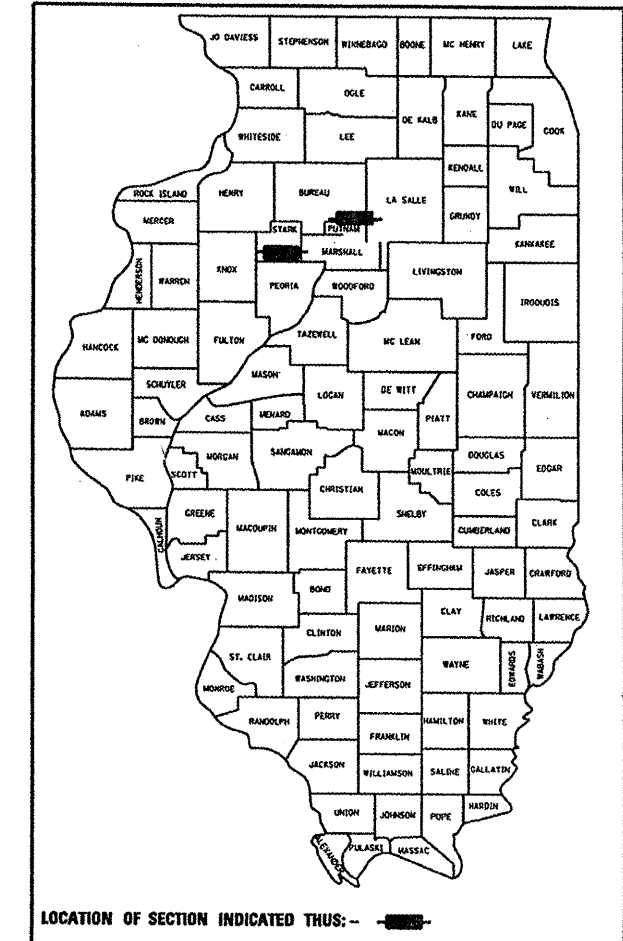 JO DAVIESS STEPHENSON WINNEBAGO BOONE MC HENRY LAKE
CARROLL OGLE DE KALB KANE DU PAGE COOK
WHITESIDE LEE
KENDALL WILL
ROCK ISLAND HENRY BUREAU LA SALLE GRUNDY
MERCER STARK PUTNAM KANKAKEE
HENDERSON WARREN KNOX MARSHALL LIVINGSTON
PEORIA WOODFORD IROQUOIS
HANCOCK MC DONOUGH FULTON TAZEWELL MC LEAN FORD
SCHUYLER MASON LOGAN DE WITT CHAMPAIGN VERMILION
ADAMS BROWN CASS MENARD PIATT
MACON
PIKE SCOTT MORGAN SANGAMON MOULTRIE DOUGLAS EDGAR
CHRISTIAN COLES
CALHOUN GREENE MACOUPIN MONTGOMERY SHELBY CUMBERLAND CLARK
JERSEY
FAYETTE EFFINGHAM JASPER CRAWFORD
MADISON BOND
CLAY RICHLAND LAWRENCE
CLINTON MARION
ST. CLAIR WAYNE EDWARDS WABASH
WASHINGTON JEFFERSON
MONROE
RANDOLPH PERRY HAMILTON WHITE
FRANKLIN
JACKSON WILLIAMSON SALINE GALLATIN
UNION JOHNSON POPE HARDIN
ALEXANDER PULASKI MASSAC
LOCATION OF SECTION INDICATED THUS:-